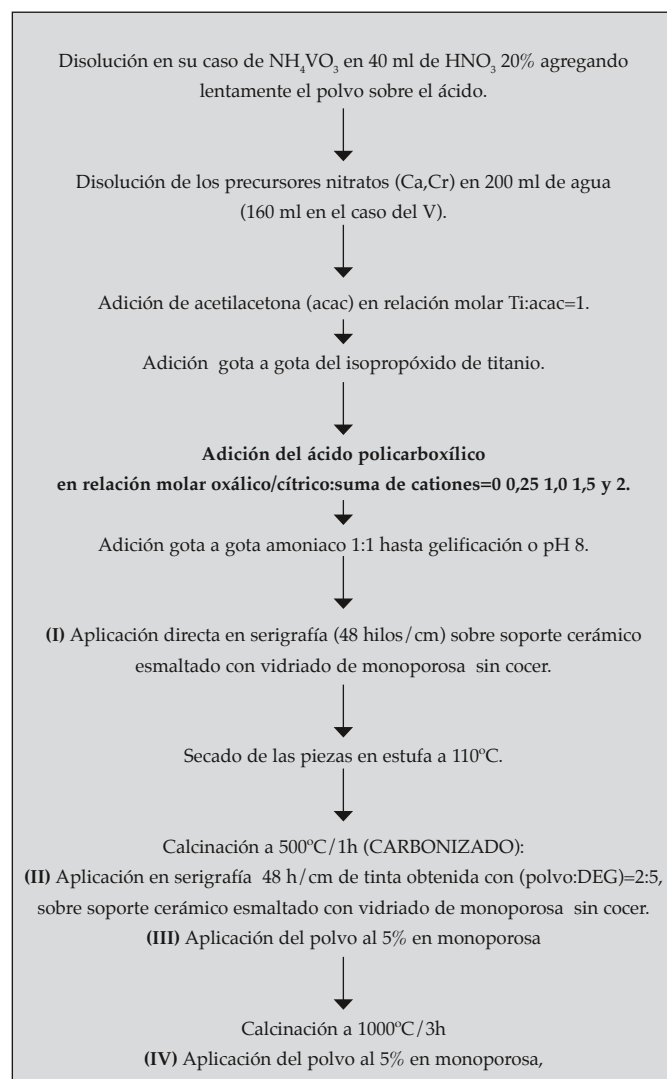 Disolución en su caso de NH₄VO₃ en 40 ml de HNO₃ 20% agregando
lentamente el polvo sobre el ácido.
Disolución de los precursores nitratos (Ca,Cr) en 200 ml de agua
(160 ml en el caso del V).
Adición de acetilacetona (acac) en relación molar Ti:acac=1.
Adición gota a gota del isopropóxido de titanio.
Adición del ácido policarboxílico
en relación molar oxálico/cítrico:suma de cationes=0 0,25 1,0 1,5 y 2.
Adición gota a gota amoniaco 1:1 hasta gelificación o pH 8.
(I) Aplicación directa en serigrafía (48 hilos/cm) sobre soporte cerámico
esmaltado con vidriado de monoporosa sin cocer.
Secado de las piezas en estufa a 110ºC.
Calcinación a 500ºC/1h (CARBONIZADO):
(II) Aplicación en serigrafía 48 h/cm de tinta obtenida con (polvo:DEG)=2:5,
sobre soporte cerámico esmaltado con vidriado de monoporosa sin cocer.
(III) Aplicación del polvo al 5% en monoporosa
Calcinación a 1000ºC/3h
(IV) Aplicación del polvo al 5% en monoporosa,